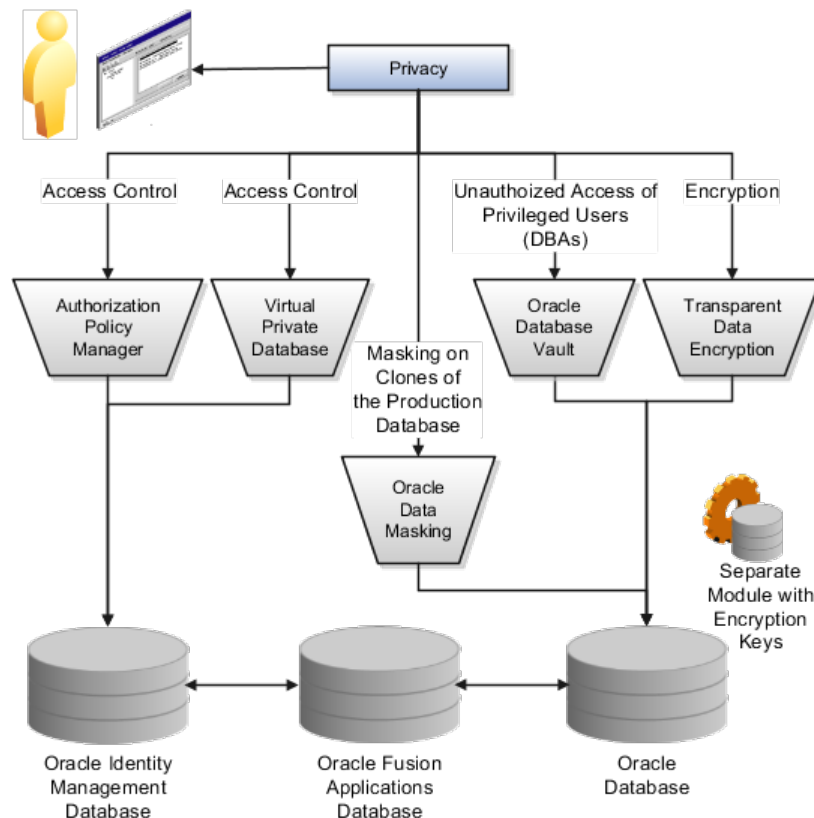 Privacy
Access Control
Access Control
Unauthoized Access of
Privileged Users
(DBAs)
Encryption
Authorization
Policy
Manager
Virtual
Private
Database
Oracle
Database
Vault
Transparent
Data
Encryption
Masking on
Clones of
the Production
Database
Oracle
Data
Masking
Separate
Module with
Encryption
Keys
Oracle Identity
Management
Database
Oracle Fusion
Applications
Database
Oracle
Database